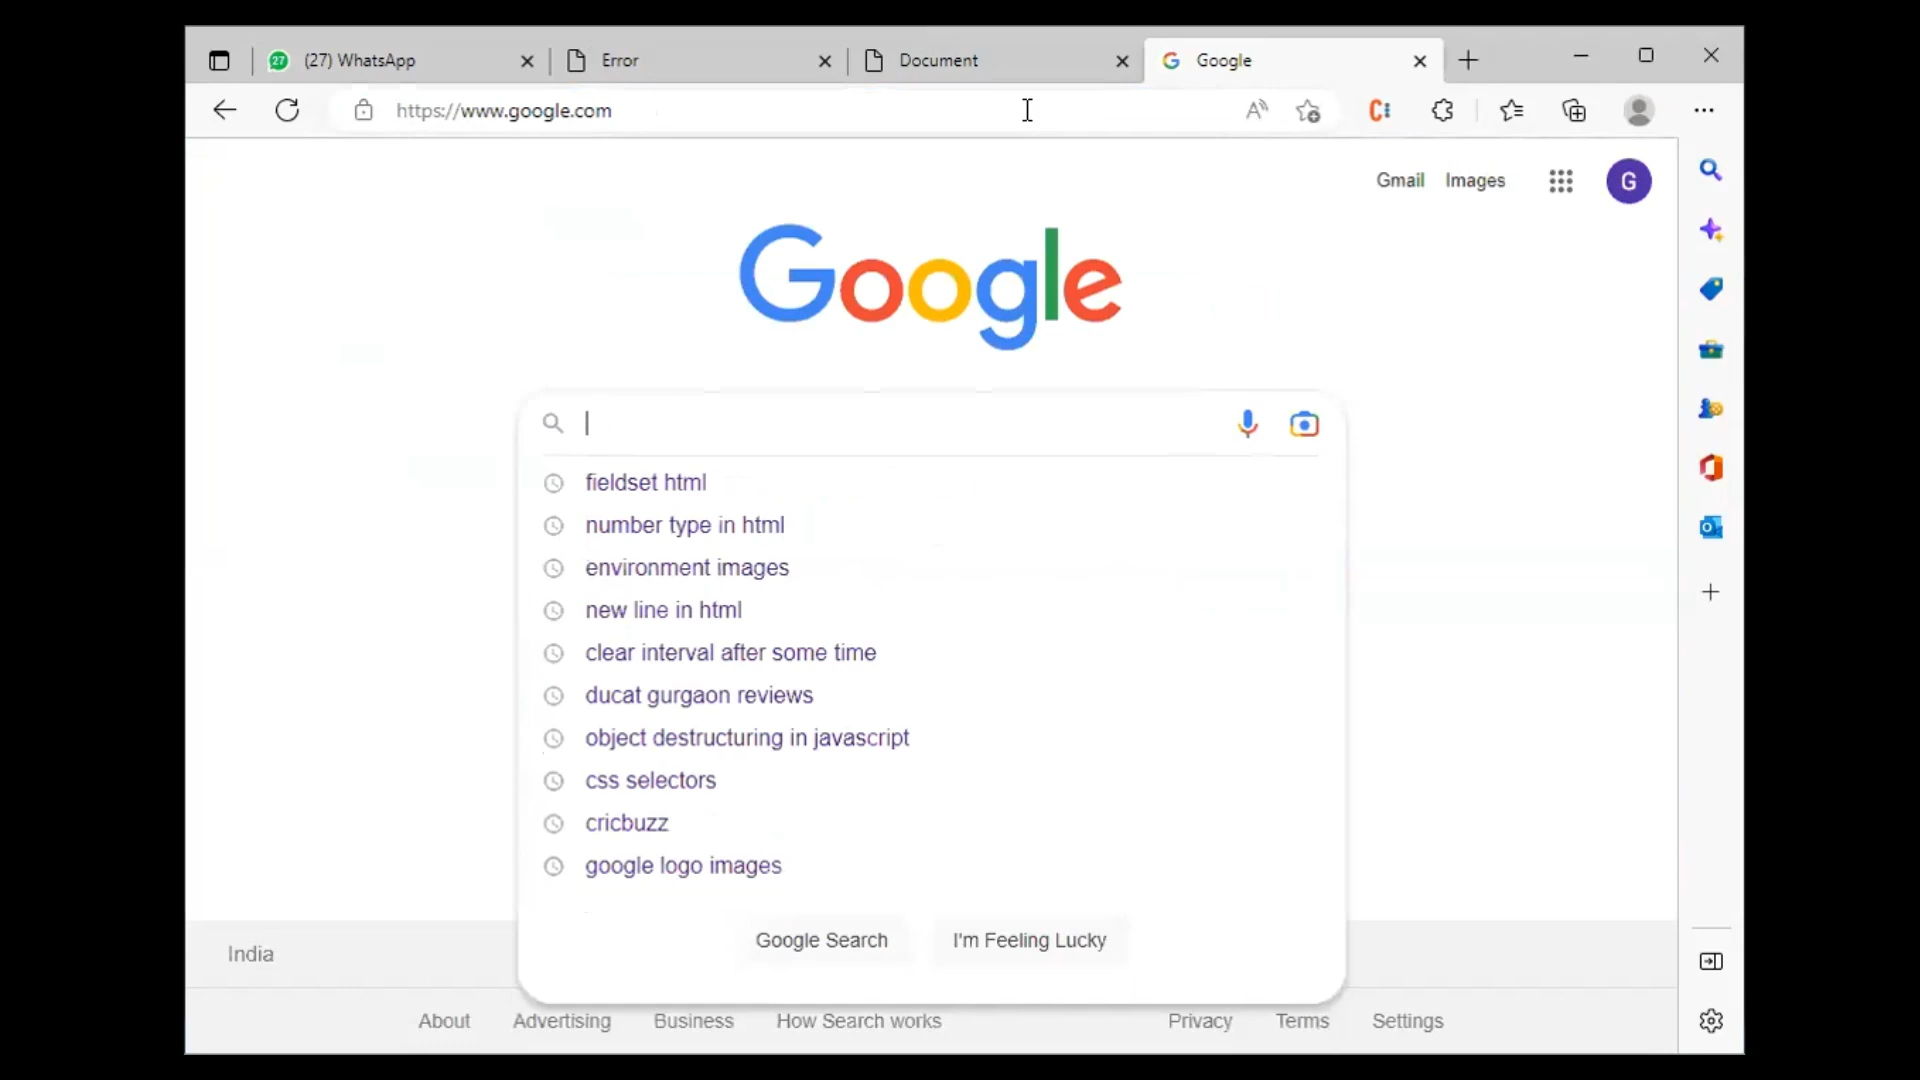 27 (27) WhatsApp Error Document Google
https://www.google.com
Gmail Images G
Google
fieldset html
number type in html
environment images
new line in html
clear interval after some time
ducat gurgaon reviews
object destructuring in javascript
css selectors
cricbuzz
google logo images
Google Search I'm Feeling Lucky
India
About Advertising Business How Search works Privacy Terms Settings